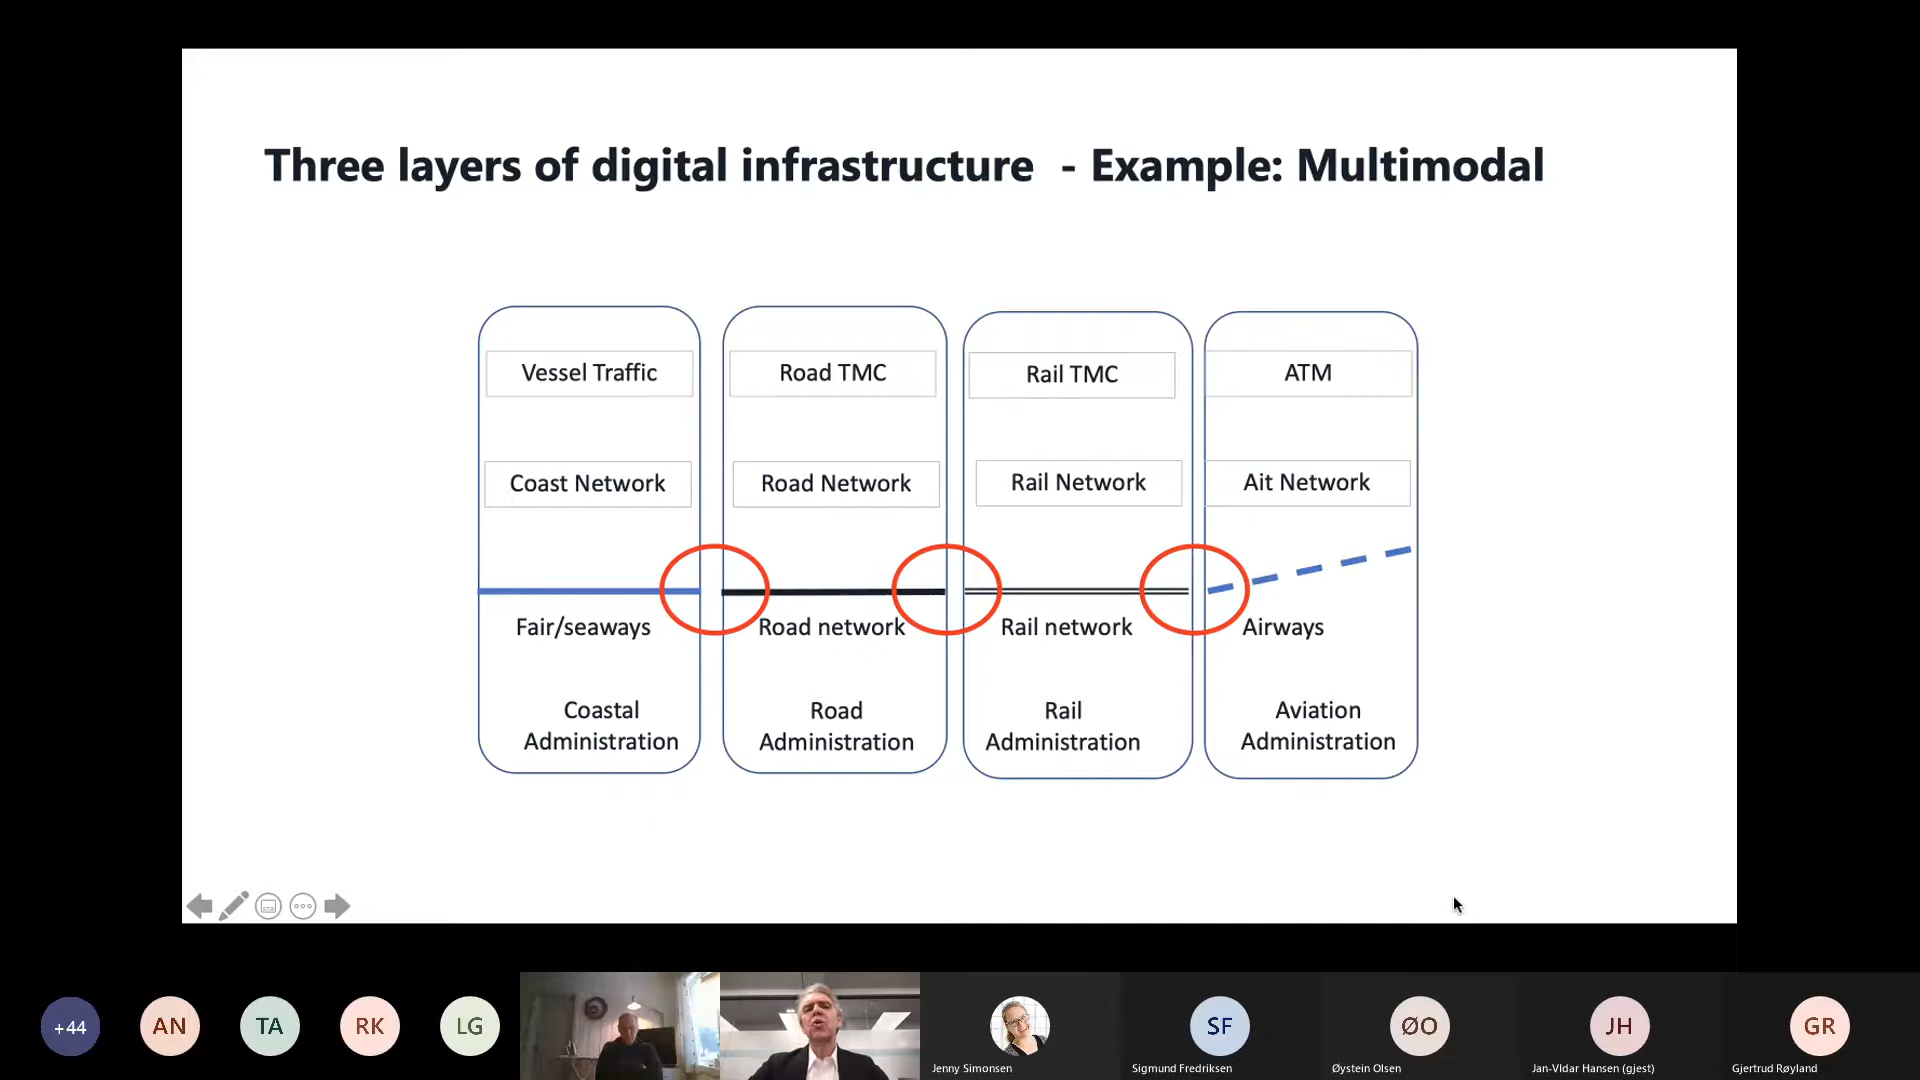 Three layers of digital infrastructure - Example: Multimodal
Vessel Traffic
Road TMC
Rail TMC
ATM
Coast Network
Road Network
Rail Network
Ait Network
Fair/seaways
Road network
Rail network
Airways
Coastal
Administration
Road
Administration
Rail
Administration
Aviation
Administration
+44
AN
TA
RK
LG
SF
ØO
JH
GR
Jenny Simonsen
Sigmund Fredriksen
Øystein Olsen
Jan-VIdar Hansen (gjest)
Gjertrud Røyland